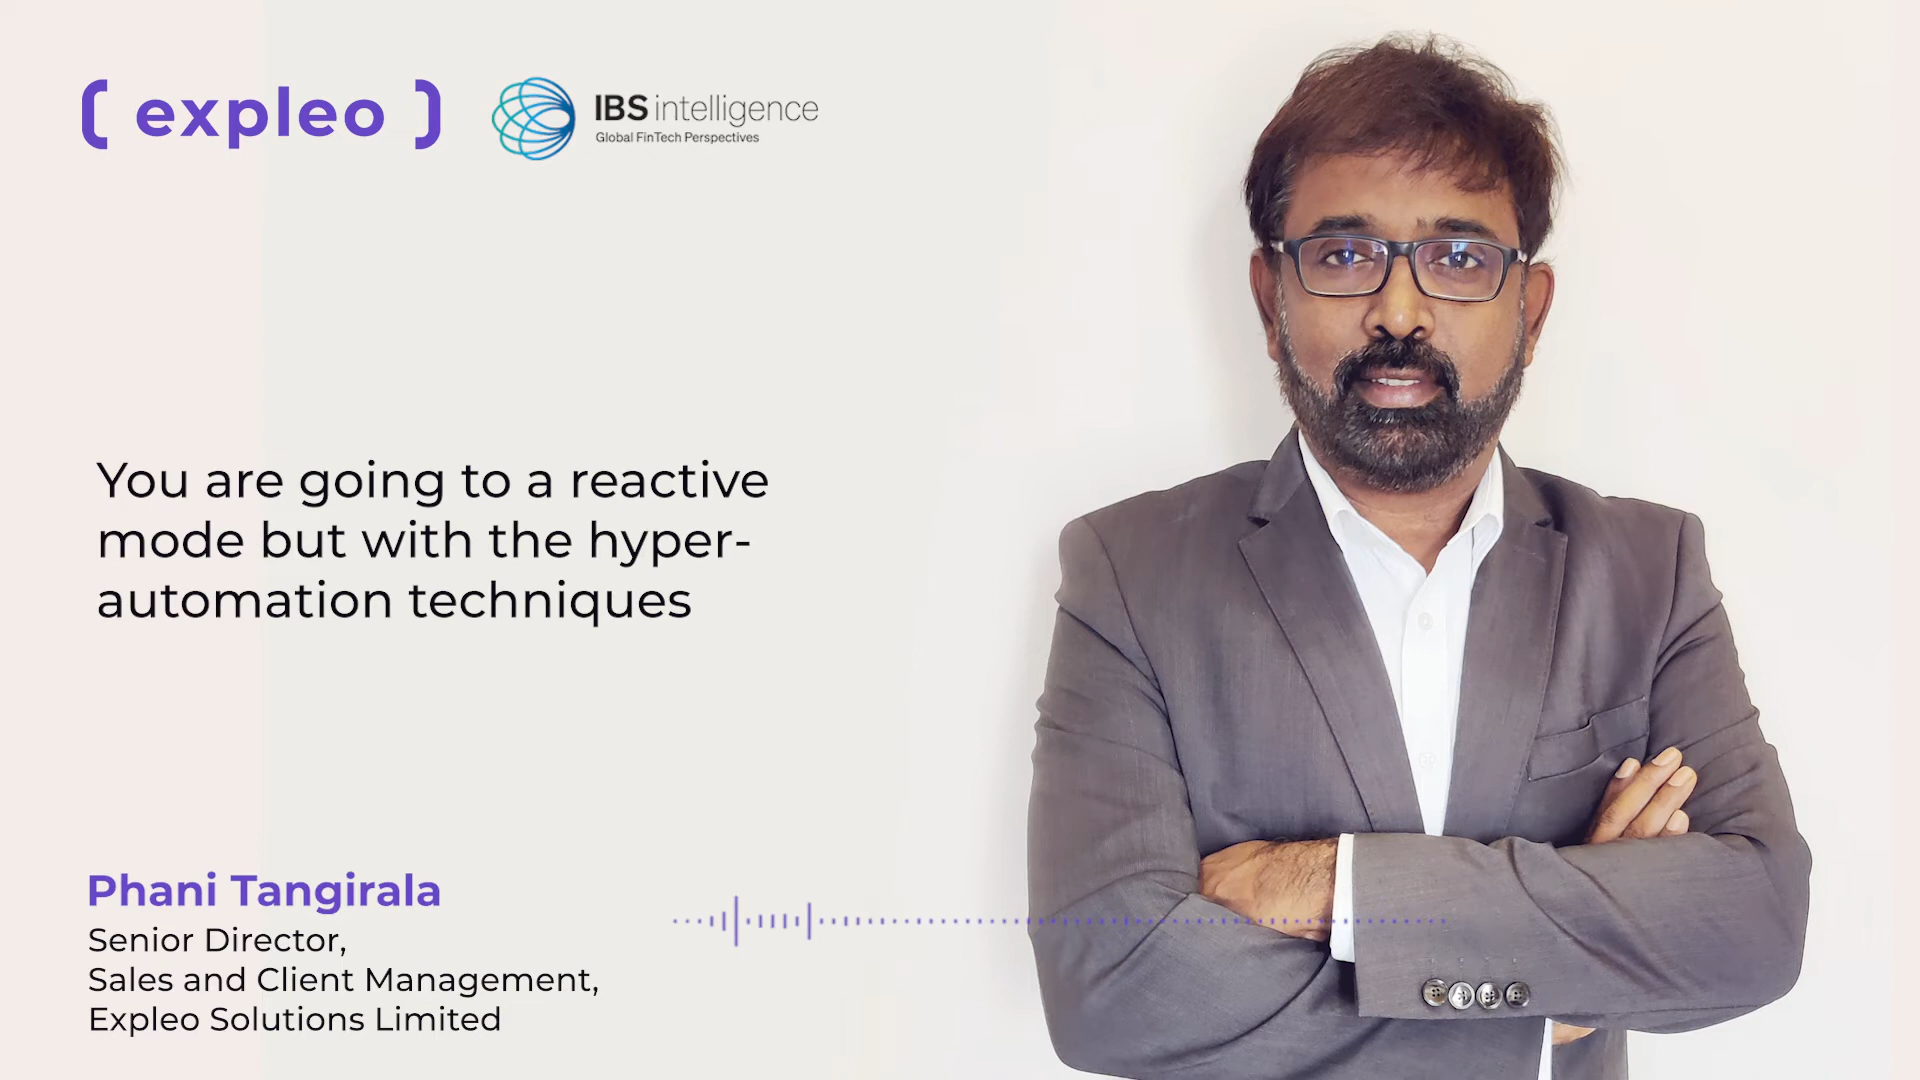 ( expleo )
IBS intelligence
Global FinTech Perspectives
You are going to a reactive
mode but with the hyper-
automation techniques
Phani Tangirala
Senior Director,
Sales and Client Management,
Expleo Solutions Limited